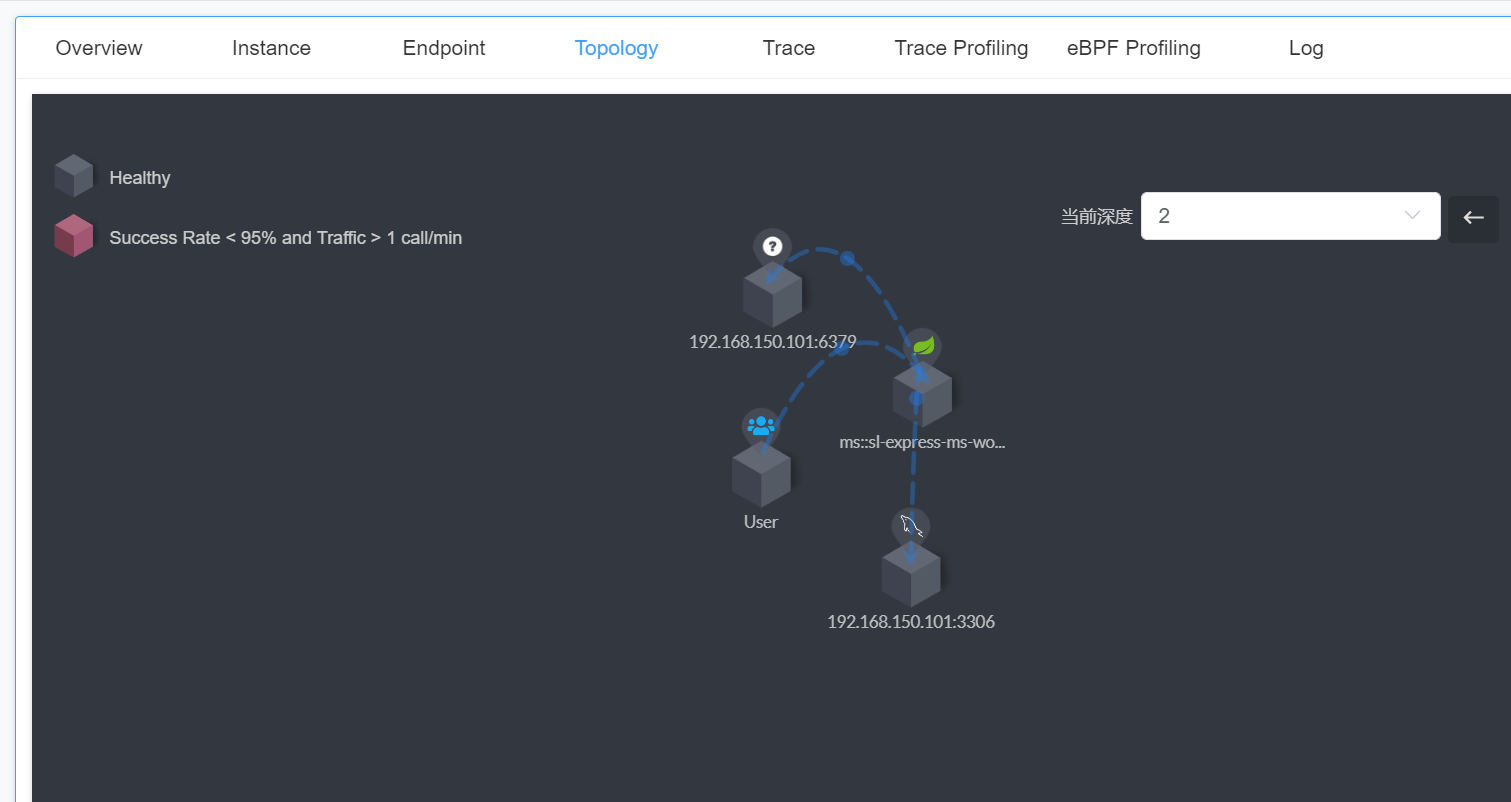 Overview Instance Endpoint Topology Trace Trace Profiling eBPF Profiling Log
Healthy
Success Rate < 95% and Traffic > 1 call/min
当前深度 2
?
192.168.150.101:6379
ms::sl-express-ms-wo...
User
192.168.150.101:3306